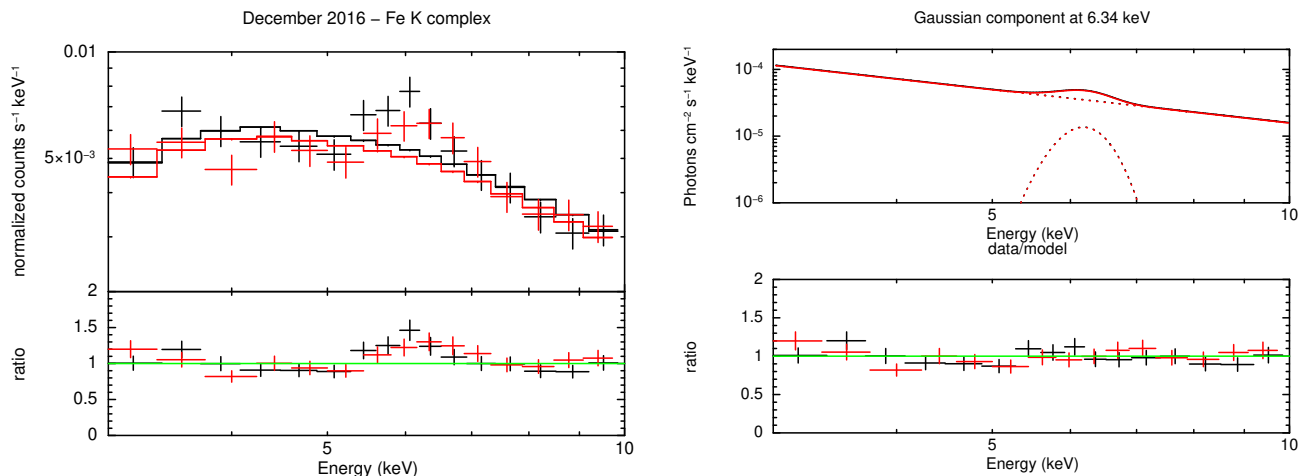 December 2016 − Fe K complex
0.01
5×10⁻³
normalized counts s⁻¹ keV⁻¹
2
1.5
1
0.5
0
ratio
5
10
Energy (keV)
Gaussian component at 6.34 keV
10⁻⁴
10⁻⁵
10⁻⁶
Photons cm⁻² s⁻¹ keV⁻¹
5
10
Energy (keV)
data/model
2
1.5
1
0.5
0
ratio
5
10
Energy (keV)